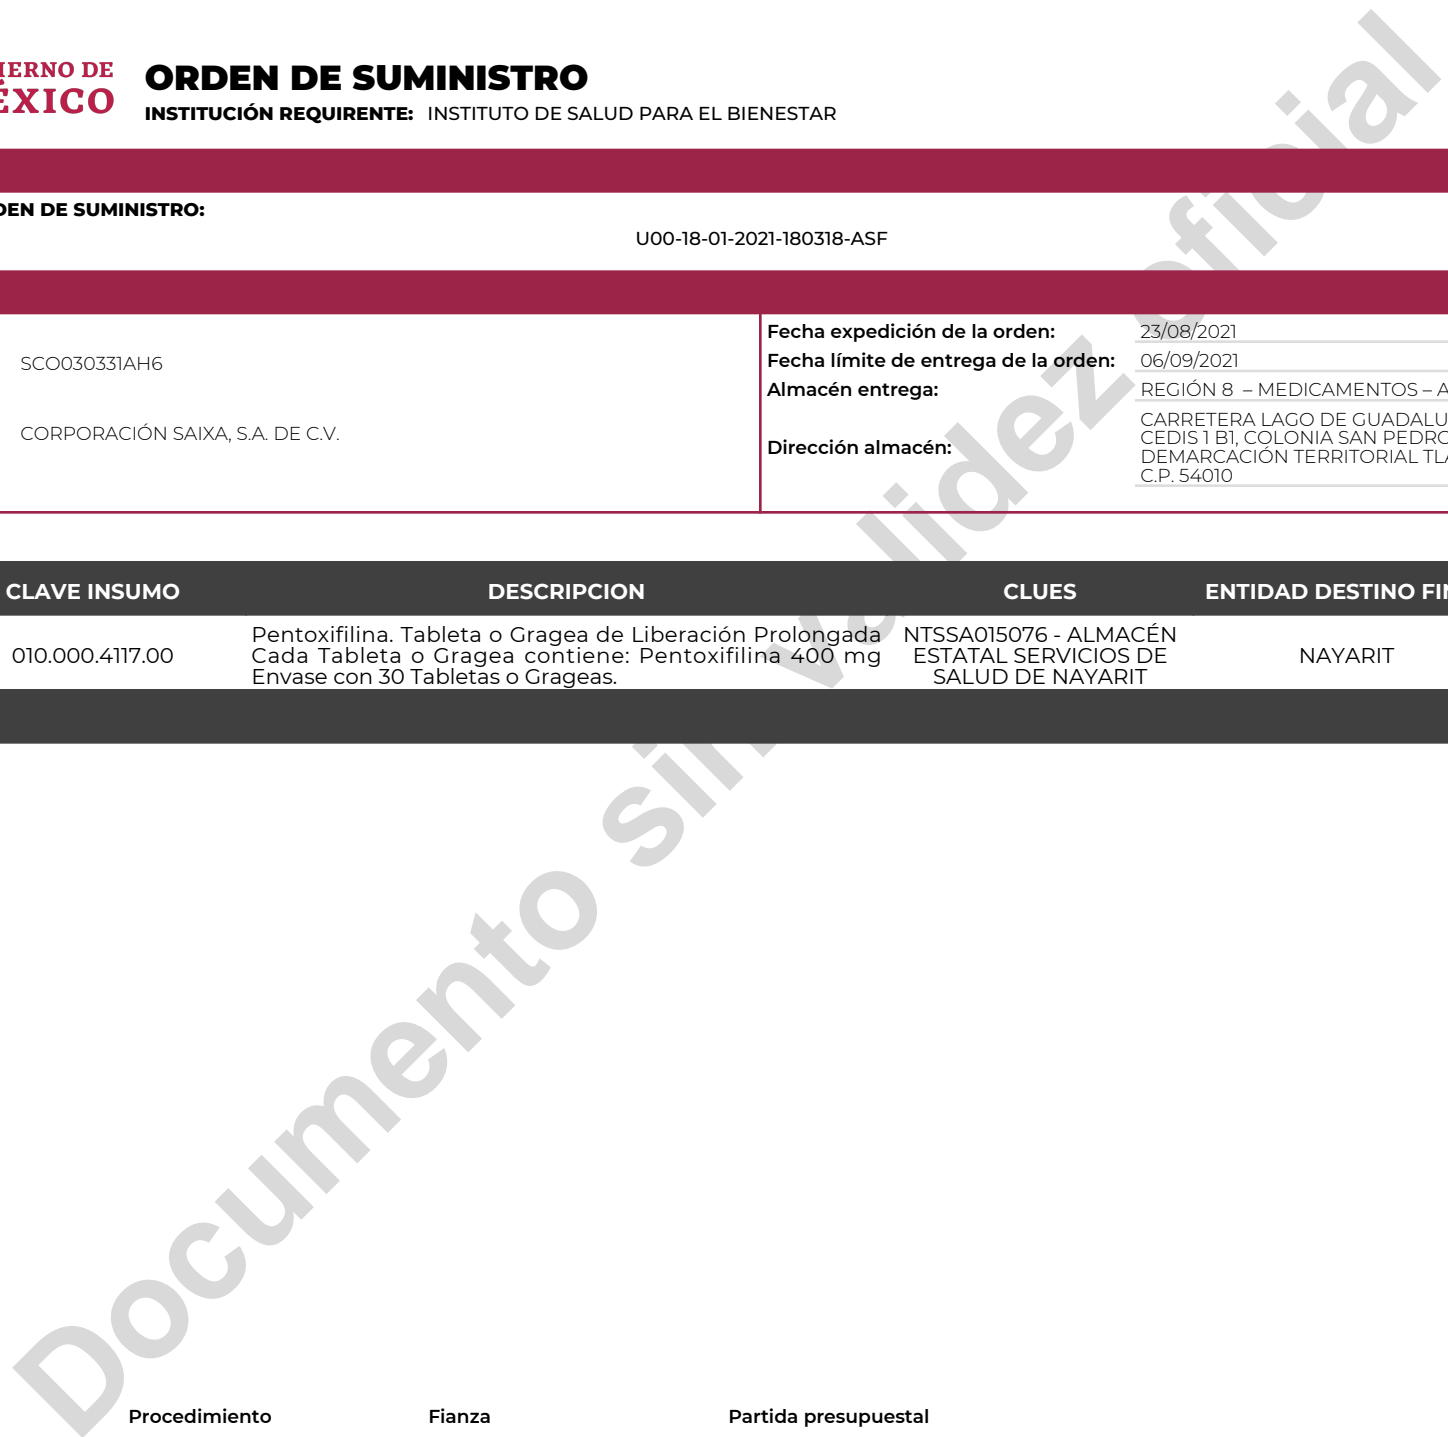 IERNO DE
ÉXICO
ORDEN DE SUMINISTRO
INSTITUCIÓN REQUIRENTE: INSTITUTO DE SALUD PARA EL BIENESTAR
DEN DE SUMINISTRO:
U00-18-01-2021-180318-ASF
SCO030331AH6
CORPORACIÓN SAIXA, S.A. DE C.V.
Fecha expedición de la orden: 23/08/2021
Fecha límite de entrega de la orden: 06/09/2021
Almacén entrega: REGIÓN 8 – MEDICAMENTOS – A
Dirección almacén:
CARRETERA LAGO DE GUADALU
CEDIS 1 B1, COLONIA SAN PEDRO
DEMARCACIÓN TERRITORIAL TLA
C.P. 54010
CLAVE INSUMO DESCRIPCION CLUES ENTIDAD DESTINO FIN
010.000.4117.00
Pentoxifilina. Tableta o Gragea de Liberación Prolongada
Cada Tableta o Gragea contiene: Pentoxifilina 400 mg
Envase con 30 Tabletas o Grageas.
NTSSA015076 - ALMACÉN
ESTATAL SERVICIOS DE
SALUD DE NAYARIT
NAYARIT
Documento sin validez oficial
Procedimiento Fianza Partida presupuestal